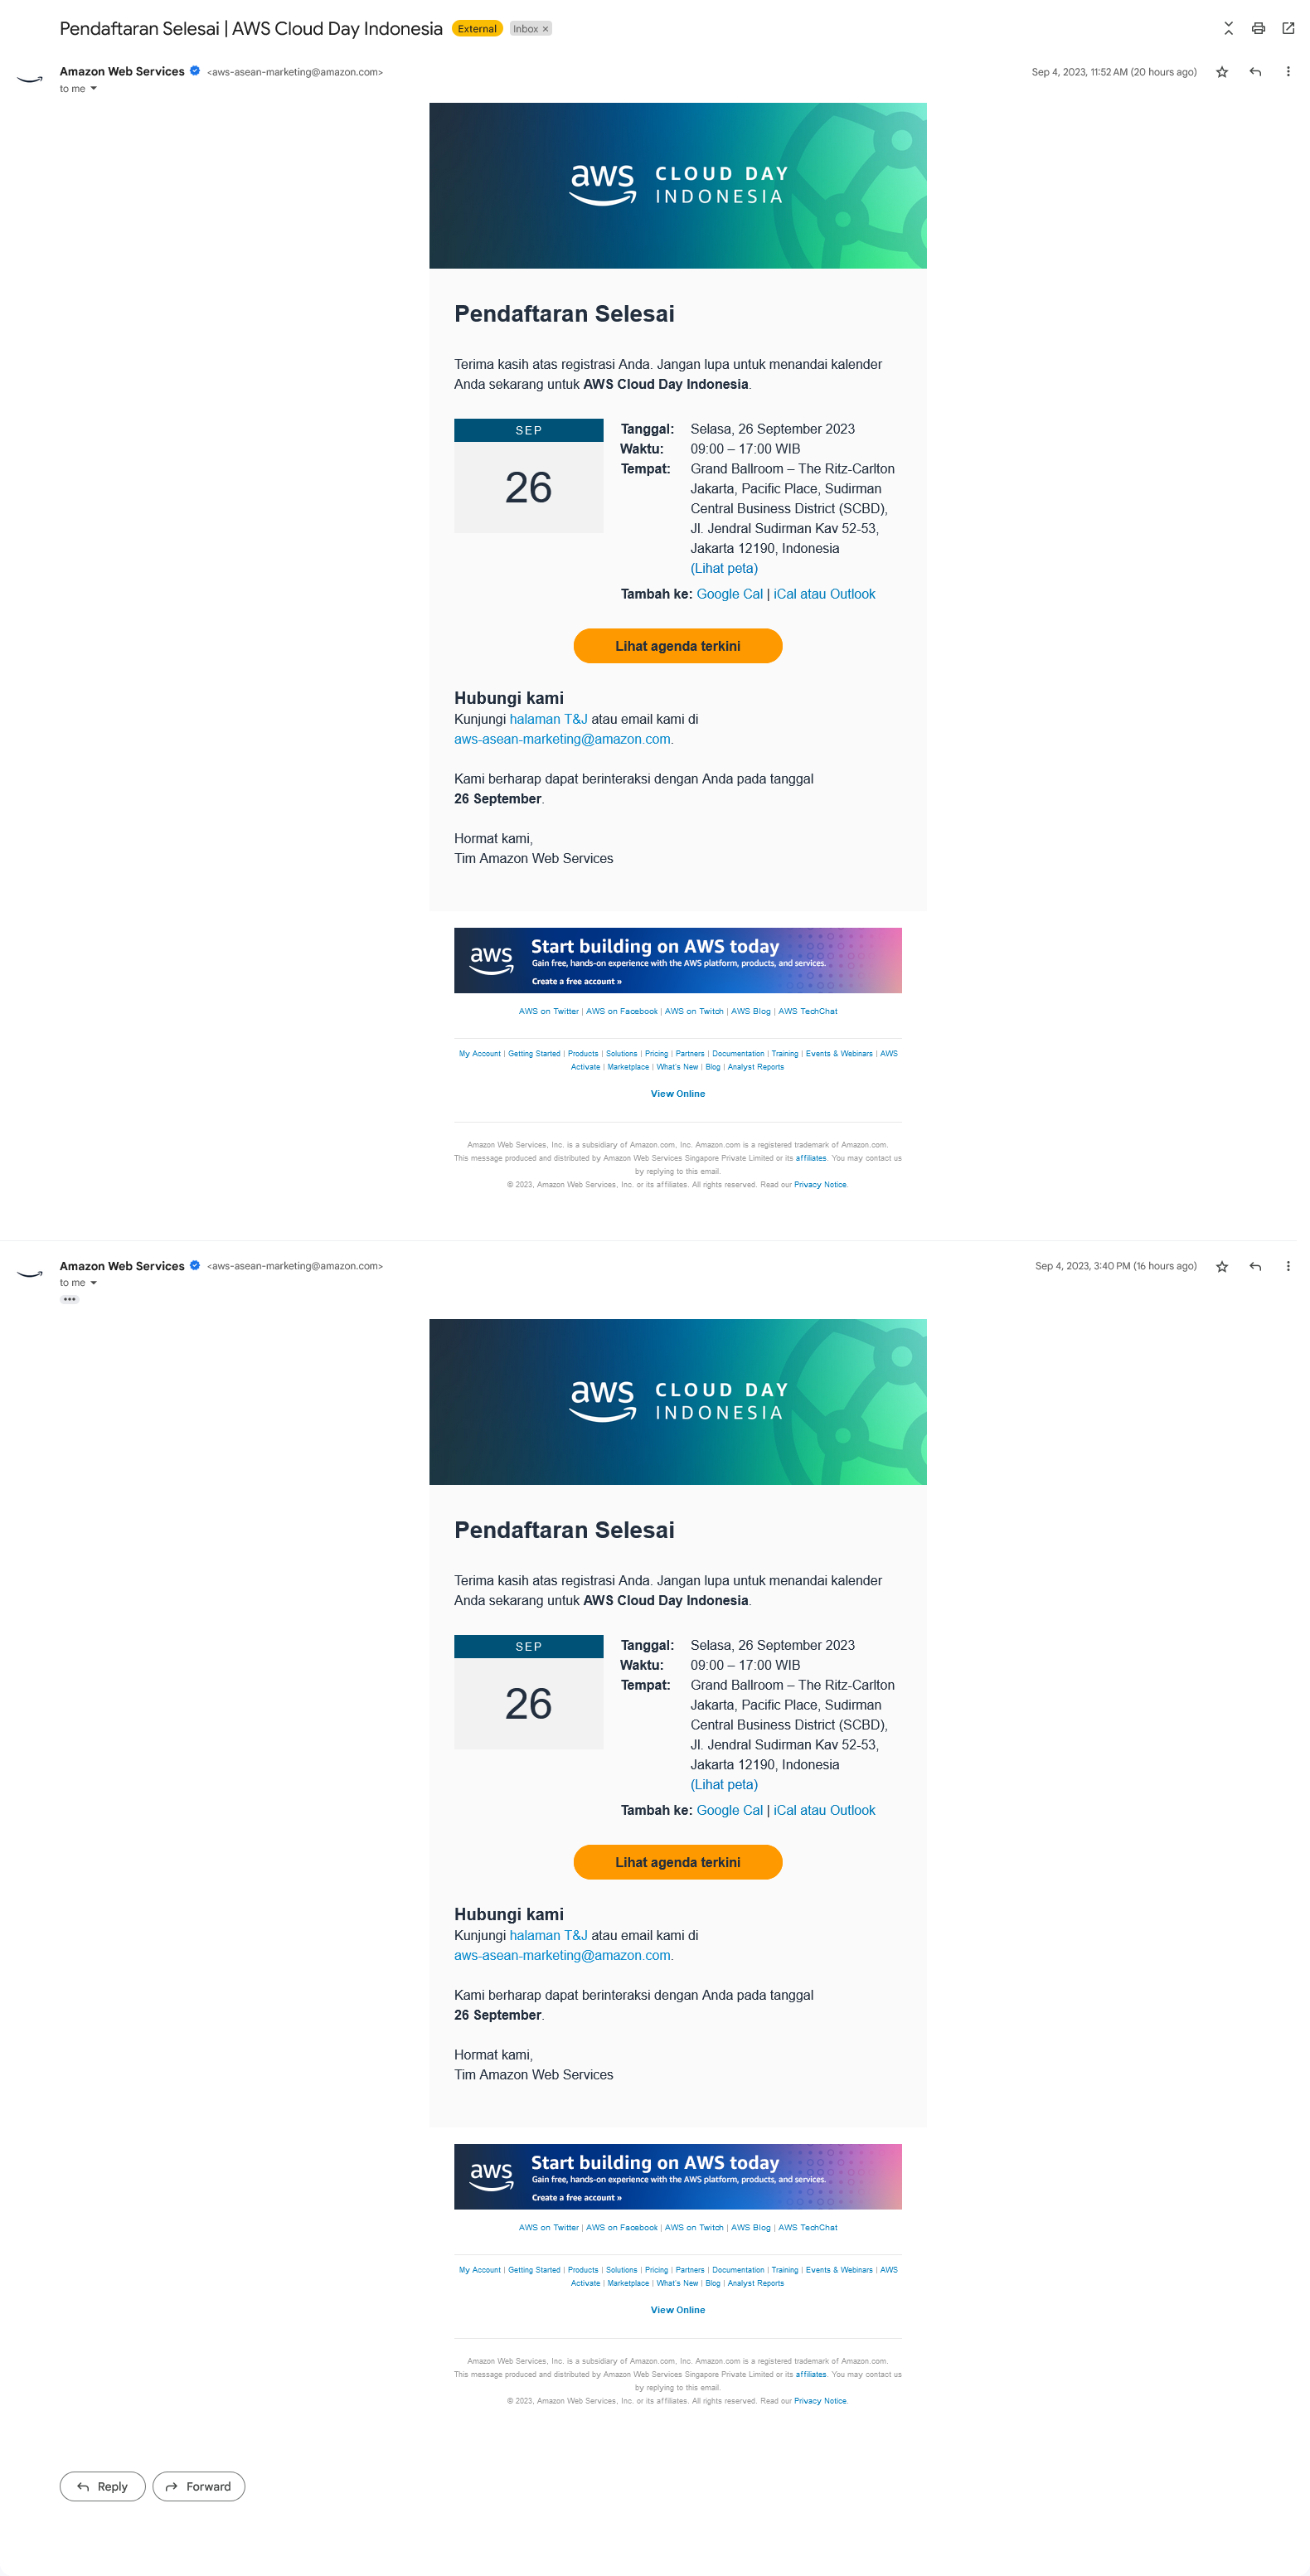 Pendaftaran Selesai | AWS Cloud Day Indonesia External Inbox ×
Amazon Web Services <aws-asean-marketing@amazon.com> Sep 4, 2023, 11:52 AM (20 hours ago)
to me
aws CLOUD DAY
INDONESIA
Pendaftaran Selesai
Terima kasih atas registrasi Anda. Jangan lupa untuk menandai kalender
Anda sekarang untuk AWS Cloud Day Indonesia.
SEP
26
Tanggal: Selasa, 26 September 2023
Waktu: 09:00 – 17:00 WIB
Tempat: Grand Ballroom – The Ritz-Carlton
Jakarta, Pacific Place, Sudirman
Central Business District (SCBD),
Jl. Jendral Sudirman Kav 52-53,
Jakarta 12190, Indonesia
(Lihat peta)
Tambah ke: Google Cal | iCal atau Outlook
Lihat agenda terkini
Hubungi kami
Kunjungi halaman T&J atau email kami di
aws-asean-marketing@amazon.com.
Kami berharap dapat berinteraksi dengan Anda pada tanggal
26 September.
Hormat kami,
Tim Amazon Web Services
aws Start building on AWS today
Gain free, hands-on experience with the AWS platform, products, and services.
Create a free account »
AWS on Twitter | AWS on Facebook | AWS on Twitch | AWS Blog | AWS TechChat
My Account | Getting Started | Products | Solutions | Pricing | Partners | Documentation | Training | Events & Webinars | AWS
Activate | Marketplace | What's New | Blog | Analyst Reports
View Online
Amazon Web Services, Inc. is a subsidiary of Amazon.com, Inc. Amazon.com is a registered trademark of Amazon.com.
This message produced and distributed by Amazon Web Services Singapore Private Limited or its affiliates. You may contact us
by replying to this email.
© 2023, Amazon Web Services, Inc. or its affiliates. All rights reserved. Read our Privacy Notice.
Amazon Web Services <aws-asean-marketing@amazon.com> Sep 4, 2023, 3:40 PM (16 hours ago)
to me
aws CLOUD DAY
INDONESIA
Pendaftaran Selesai
Terima kasih atas registrasi Anda. Jangan lupa untuk menandai kalender
Anda sekarang untuk AWS Cloud Day Indonesia.
SEP
26
Tanggal: Selasa, 26 September 2023
Waktu: 09:00 – 17:00 WIB
Tempat: Grand Ballroom – The Ritz-Carlton
Jakarta, Pacific Place, Sudirman
Central Business District (SCBD),
Jl. Jendral Sudirman Kav 52-53,
Jakarta 12190, Indonesia
(Lihat peta)
Tambah ke: Google Cal | iCal atau Outlook
Lihat agenda terkini
Hubungi kami
Kunjungi halaman T&J atau email kami di
aws-asean-marketing@amazon.com.
Kami berharap dapat berinteraksi dengan Anda pada tanggal
26 September.
Hormat kami,
Tim Amazon Web Services
aws Start building on AWS today
Gain free, hands-on experience with the AWS platform, products, and services.
Create a free account »
AWS on Twitter | AWS on Facebook | AWS on Twitch | AWS Blog | AWS TechChat
My Account | Getting Started | Products | Solutions | Pricing | Partners | Documentation | Training | Events & Webinars | AWS
Activate | Marketplace | What's New | Blog | Analyst Reports
View Online
Amazon Web Services, Inc. is a subsidiary of Amazon.com, Inc. Amazon.com is a registered trademark of Amazon.com.
This message produced and distributed by Amazon Web Services Singapore Private Limited or its affiliates. You may contact us
by replying to this email.
© 2023, Amazon Web Services, Inc. or its affiliates. All rights reserved. Read our Privacy Notice.
Reply Forward